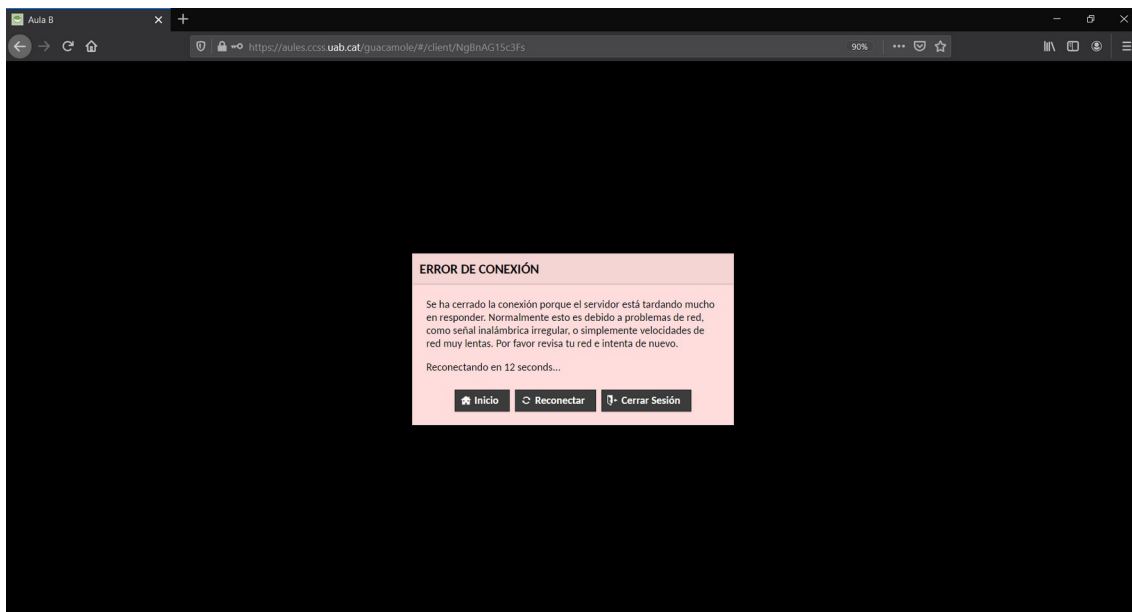 Aula B
https://aules.ccss.uab.cat/guacamole/#/client/NgBnAG15c3Fs
90%
ERROR DE CONEXIÓN
Se ha cerrado la conexión porque el servidor está tardando mucho
en responder. Normalmente esto es debido a problemas de red,
como señal inalámbrica irregular, o simplemente velocidades de
red muy lentas. Por favor revisa tu red e intenta de nuevo.
Reconectando en 12 seconds...
Inicio
Reconectar
Cerrar Sesión